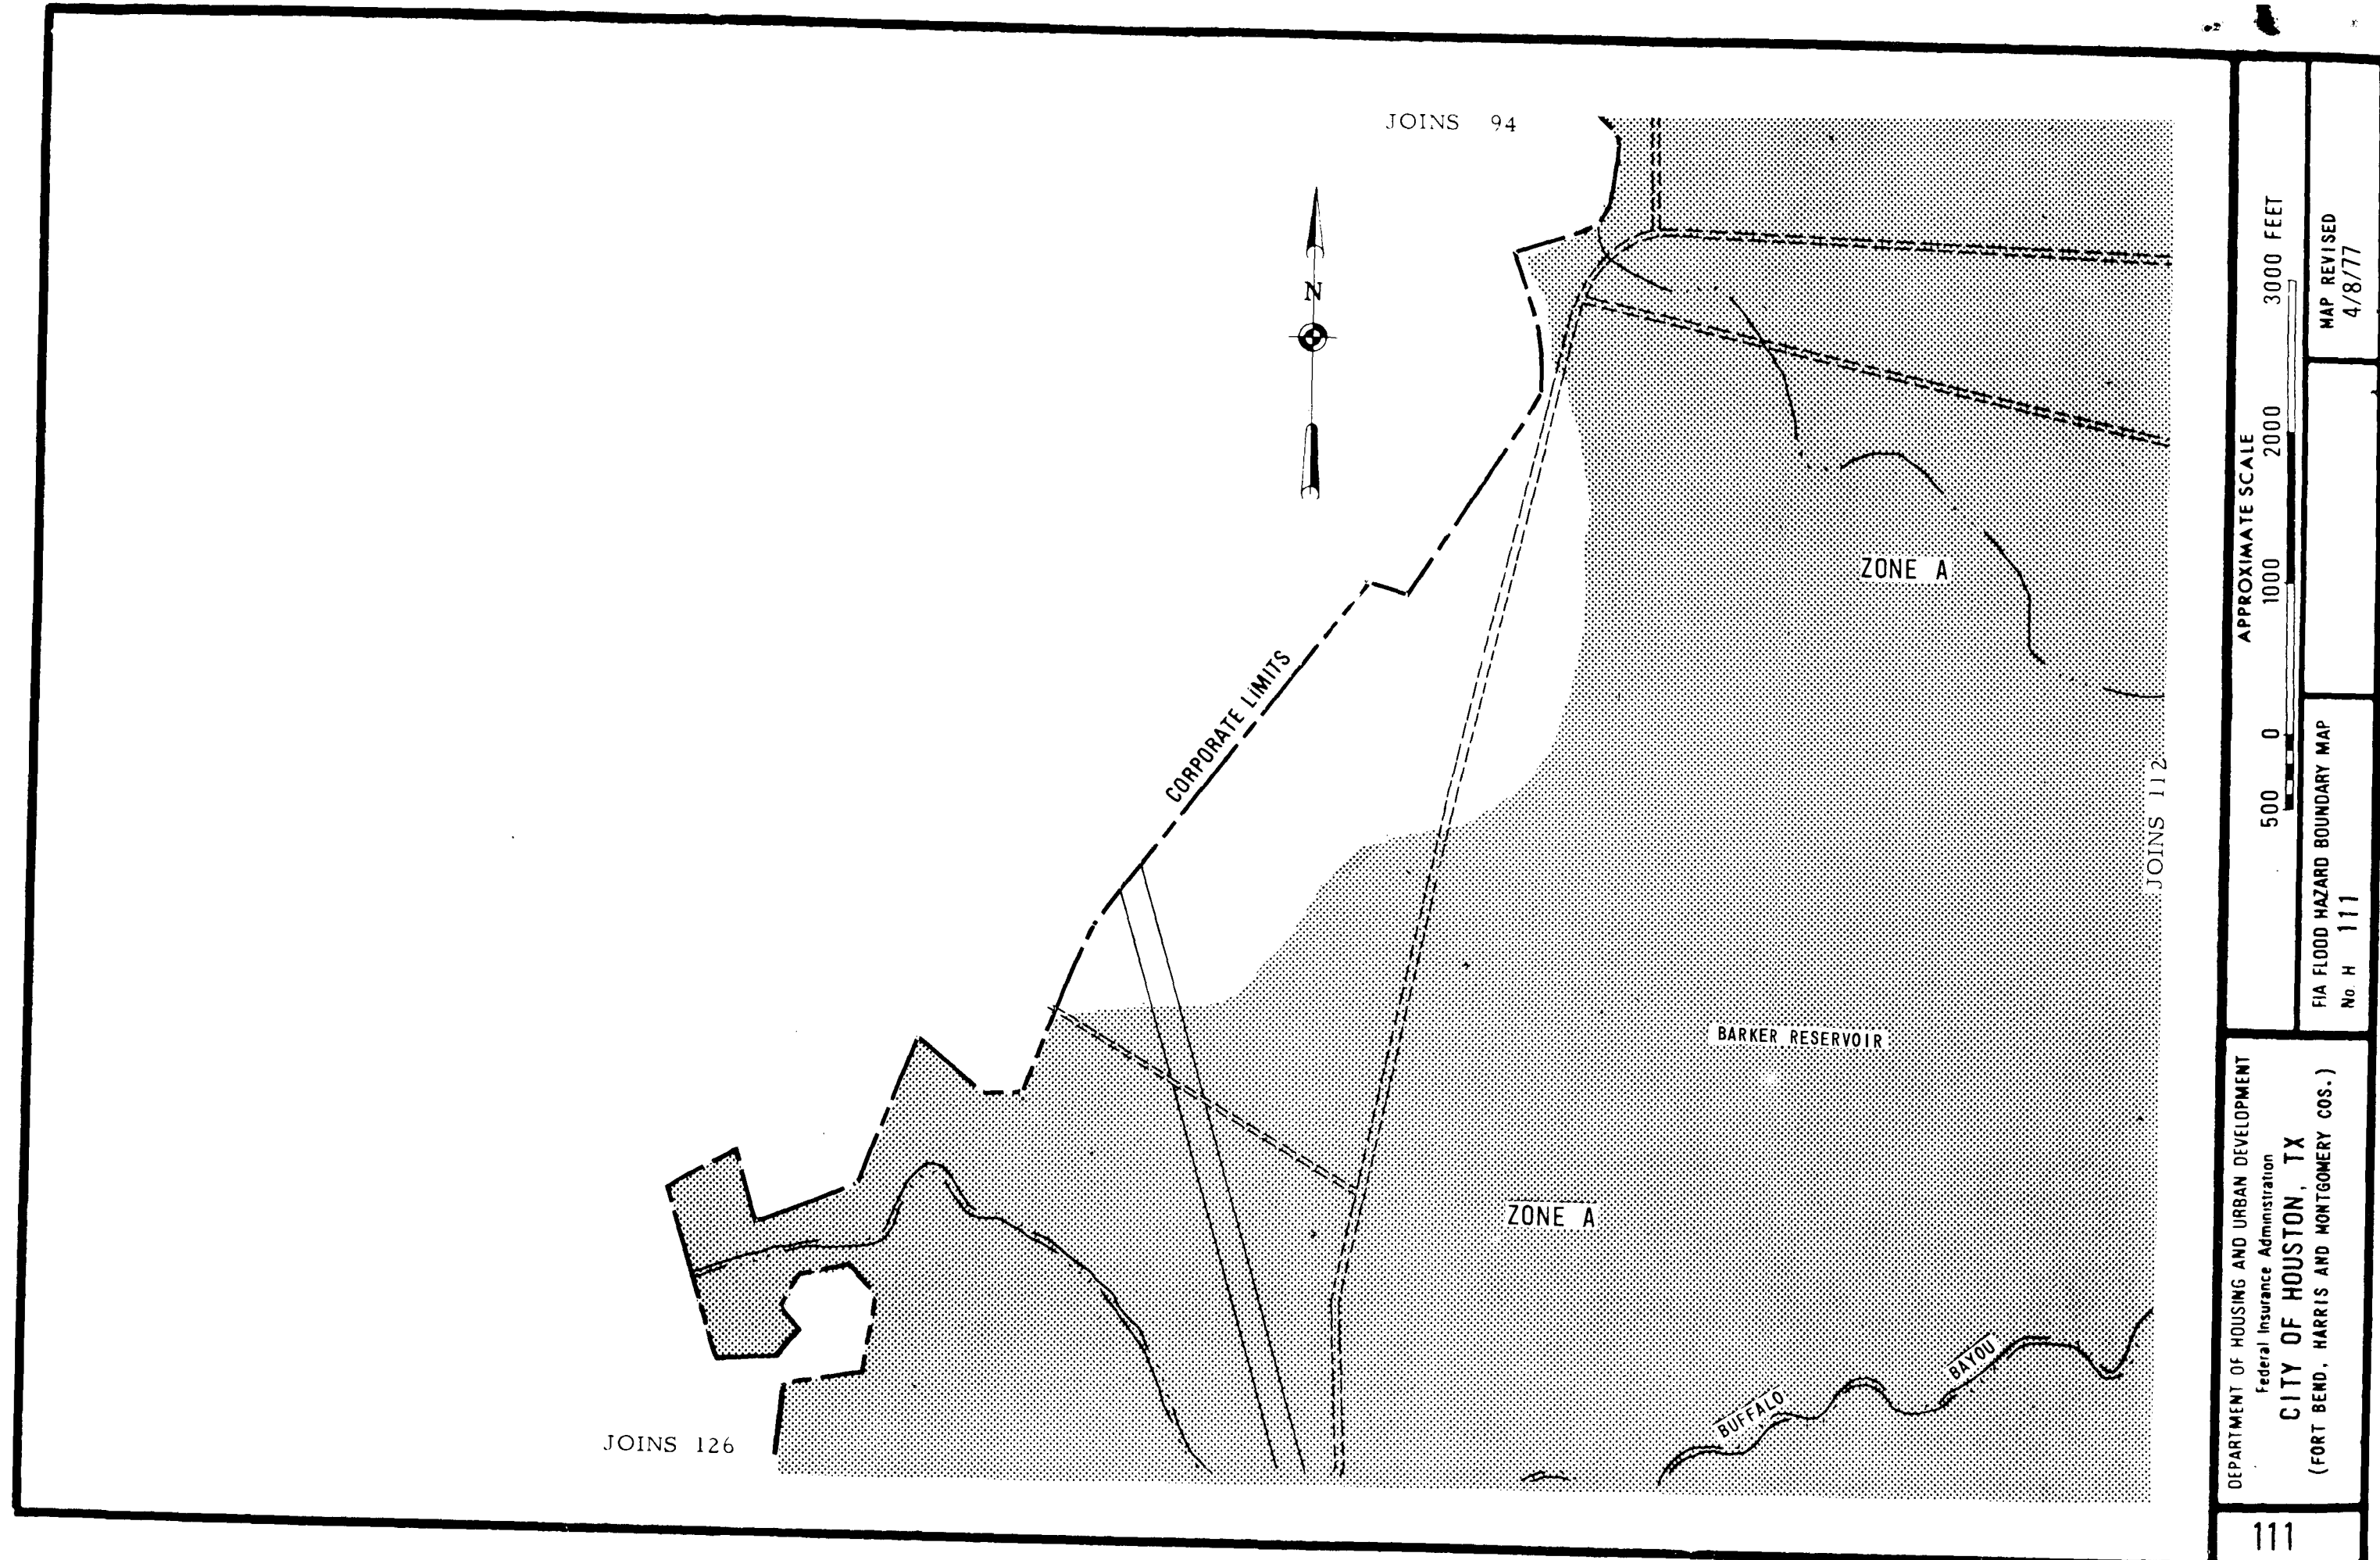 JOINS 94
N
ZONE A
CORPORATE LIMITS
JOINS 112
BARKER RESERVOIR
ZONE A
BUFFALO
BAYOU
JOINS 126
APPROXIMATE SCALE
500 0 1000 2000 3000 FEET
MAP REVISED
4/8/77
FIA FLOOD HAZARD BOUNDARY MAP
No. H 111
DEPARTMENT OF HOUSING AND URBAN DEVELOPMENT
Federal Insurance Administration
CITY OF HOUSTON, TX
(FORT BEND, HARRIS AND MONTGOMERY COS.)
111